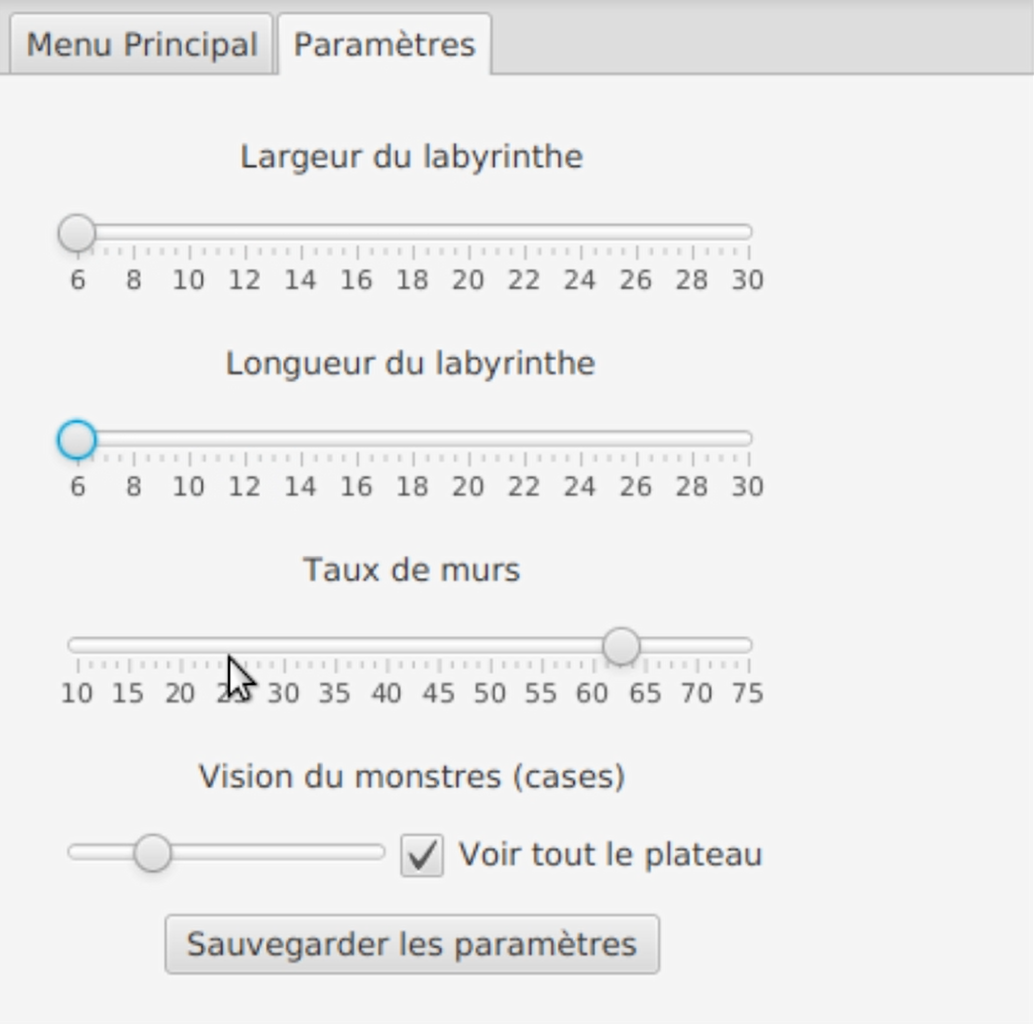 Menu Principal Paramètres
Largeur du labyrinthe
6 8 10 12 14 16 18 20 22 24 26 28 30
Longueur du labyrinthe
6 8 10 12 14 16 18 20 22 24 26 28 30
Taux de murs
10 15 20 25 30 35 40 45 50 55 60 65 70 75
Vision du monstres (cases)
Voir tout le plateau
Sauvegarder les paramètres